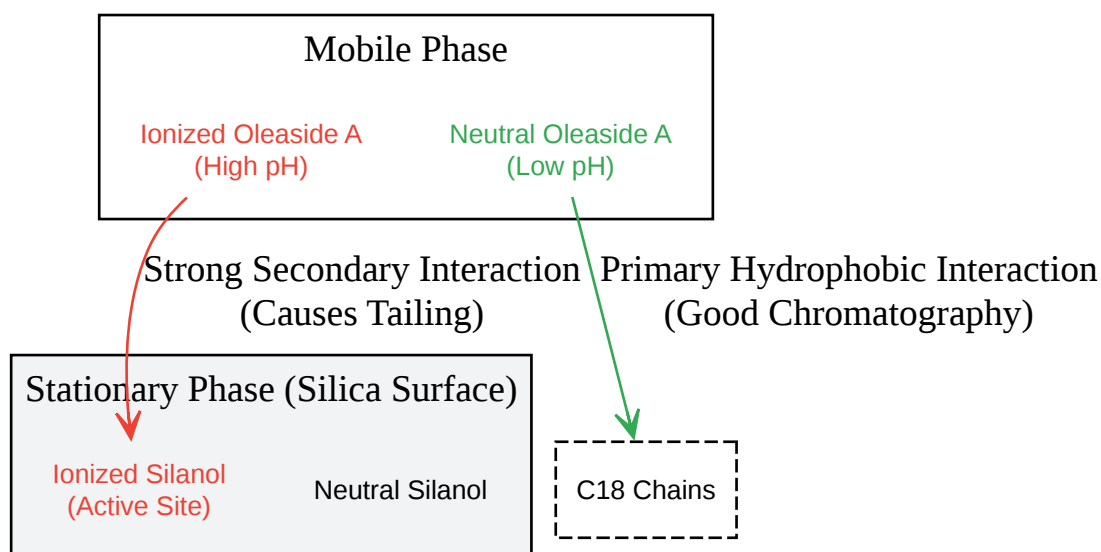 Mobile Phase
Ionized Oleaside A
(High pH)
Neutral Oleaside A
(Low pH)
Strong Secondary Interaction
(Causes Tailing)
Primary Hydrophobic Interaction
(Good Chromatography)
Stationary Phase (Silica Surface)
Ionized Silanol
(Active Site)
Neutral Silanol
C18 Chains